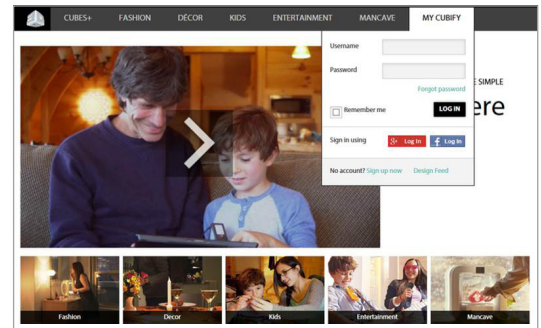 CUBES+ FASHION DÉCOR KIDS ENTERTAINMENT MANCAVE MY CUBIFY
Username
Password
Forgot password
Remember me LOG IN
Sign in using Log In Log In
No account? Sign up now Design Feed
E SIMPLE
ere
Fashion Decor Kids Entertainment Mancave